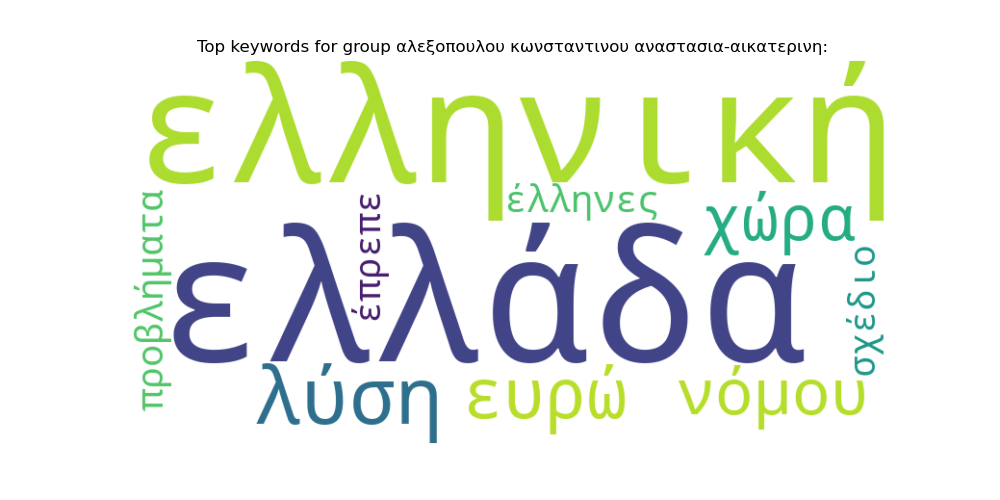 Top keywords for group αλεξοπουλου κωνσταντινου αναστασια-αικατερινη:
ελληνική
έλληνες
χώρα
προβλήματα
έπρεπε
ελλάδα
σχέδιο
λύση
ευρώ
νόμου